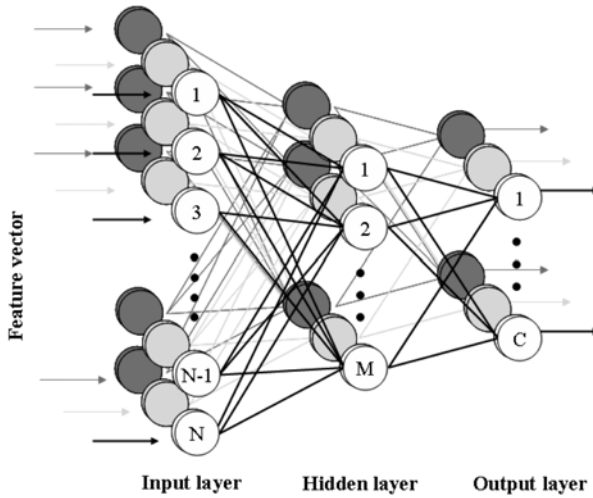 Feature vector
1
2
3
N-1
N
1
2
M
1
C
Input layer
Hidden layer
Output layer